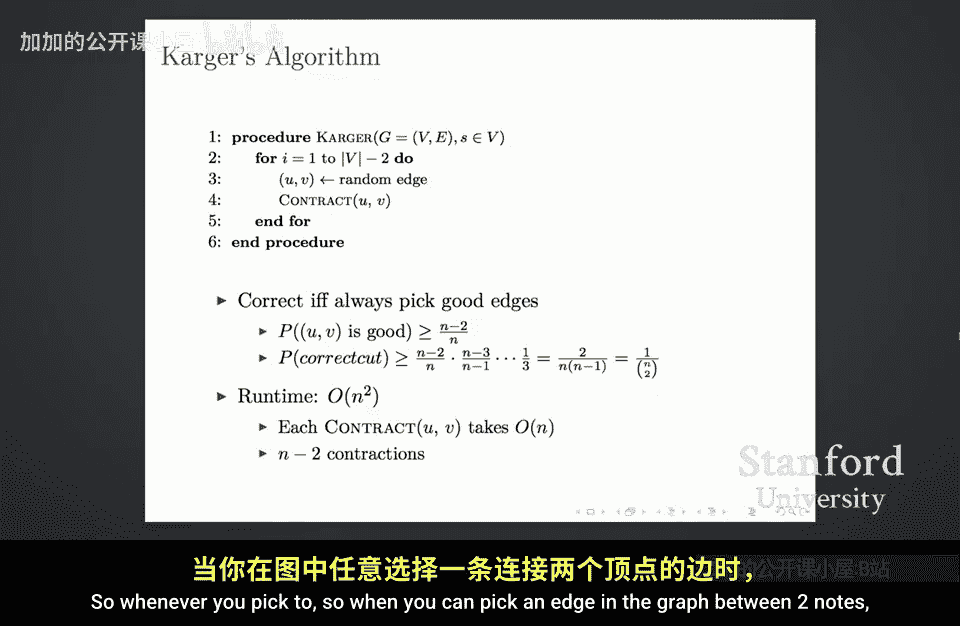 加加的公开课小屋
Karger's Algorithm
1: procedure KARGER(G = (V, E), s ∈ V)
2: for i = 1 to |V| − 2 do
3: (u, v) ← random edge
4: CONTRACT(u, v)
5: end for
6: end procedure
▸ Correct iff always pick good edges
▸ P((u, v) is good) ≥ (n−2)/n
▸ P(correctcut) ≥ (n−2)/n · (n−3)/(n−1) ··· 1/3 = 2/(n(n−1)) = 1/(n 2)
▸ Runtime: O(n²)
▸ Each CONTRACT(u, v) takes O(n)
▸ n − 2 contractions
Stanford
University
的公开课小屋 B站
当你在图中任意选择一条连接两个顶点的边时，
So whenever you pick to, so when you can pick an edge in the graph between 2 notes,